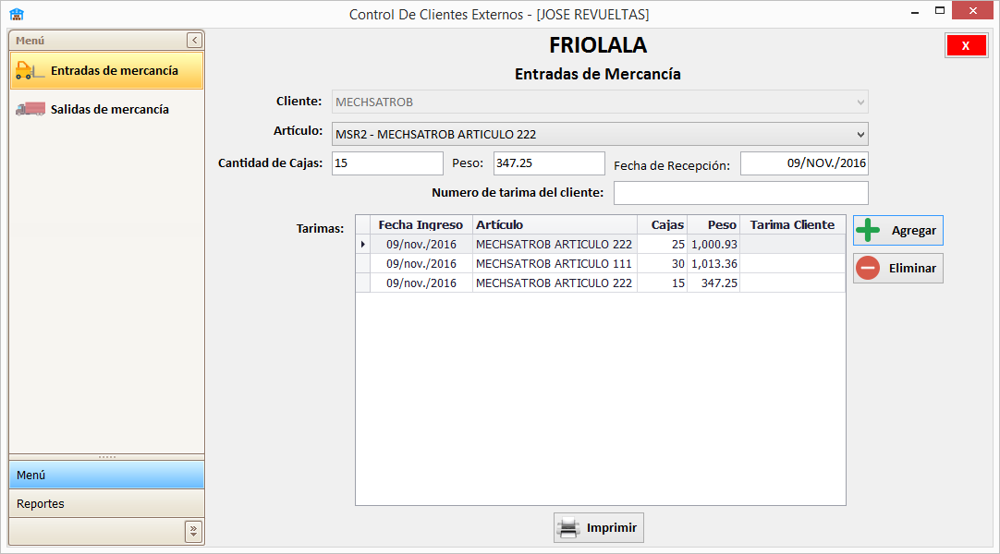 Control De Clientes Externos - [JOSE REVUELTAS]
Menú
Entradas de mercancía
Salidas de mercancía
Menú
Reportes
FRIOLALA
X
Entradas de Mercancía
Cliente: MECHSATROB
Artículo: MSR2 - MECHSATROB ARTICULO 222
Cantidad de Cajas: 15 Peso: 347.25 Fecha de Recepción: 09/NOV./2016
Numero de tarima del cliente:
Tarimas:
Fecha Ingreso Artículo Cajas Peso Tarima Cliente
09/nov./2016 MECHSATROB ARTICULO 222 25 1,000.93
09/nov./2016 MECHSATROB ARTICULO 111 30 1,013.36
09/nov./2016 MECHSATROB ARTICULO 222 15 347.25
Agregar
Eliminar
Imprimir